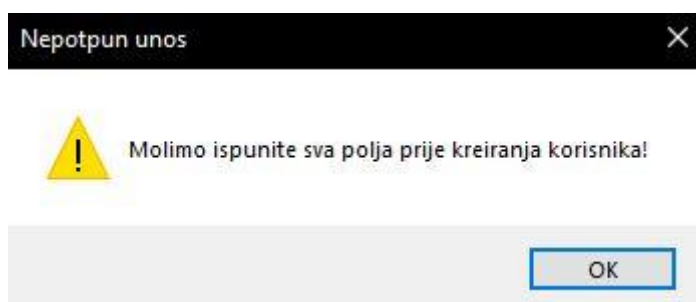 Nepotpun unos
Molimo ispunite sva polja prije kreiranja korisnika!
OK